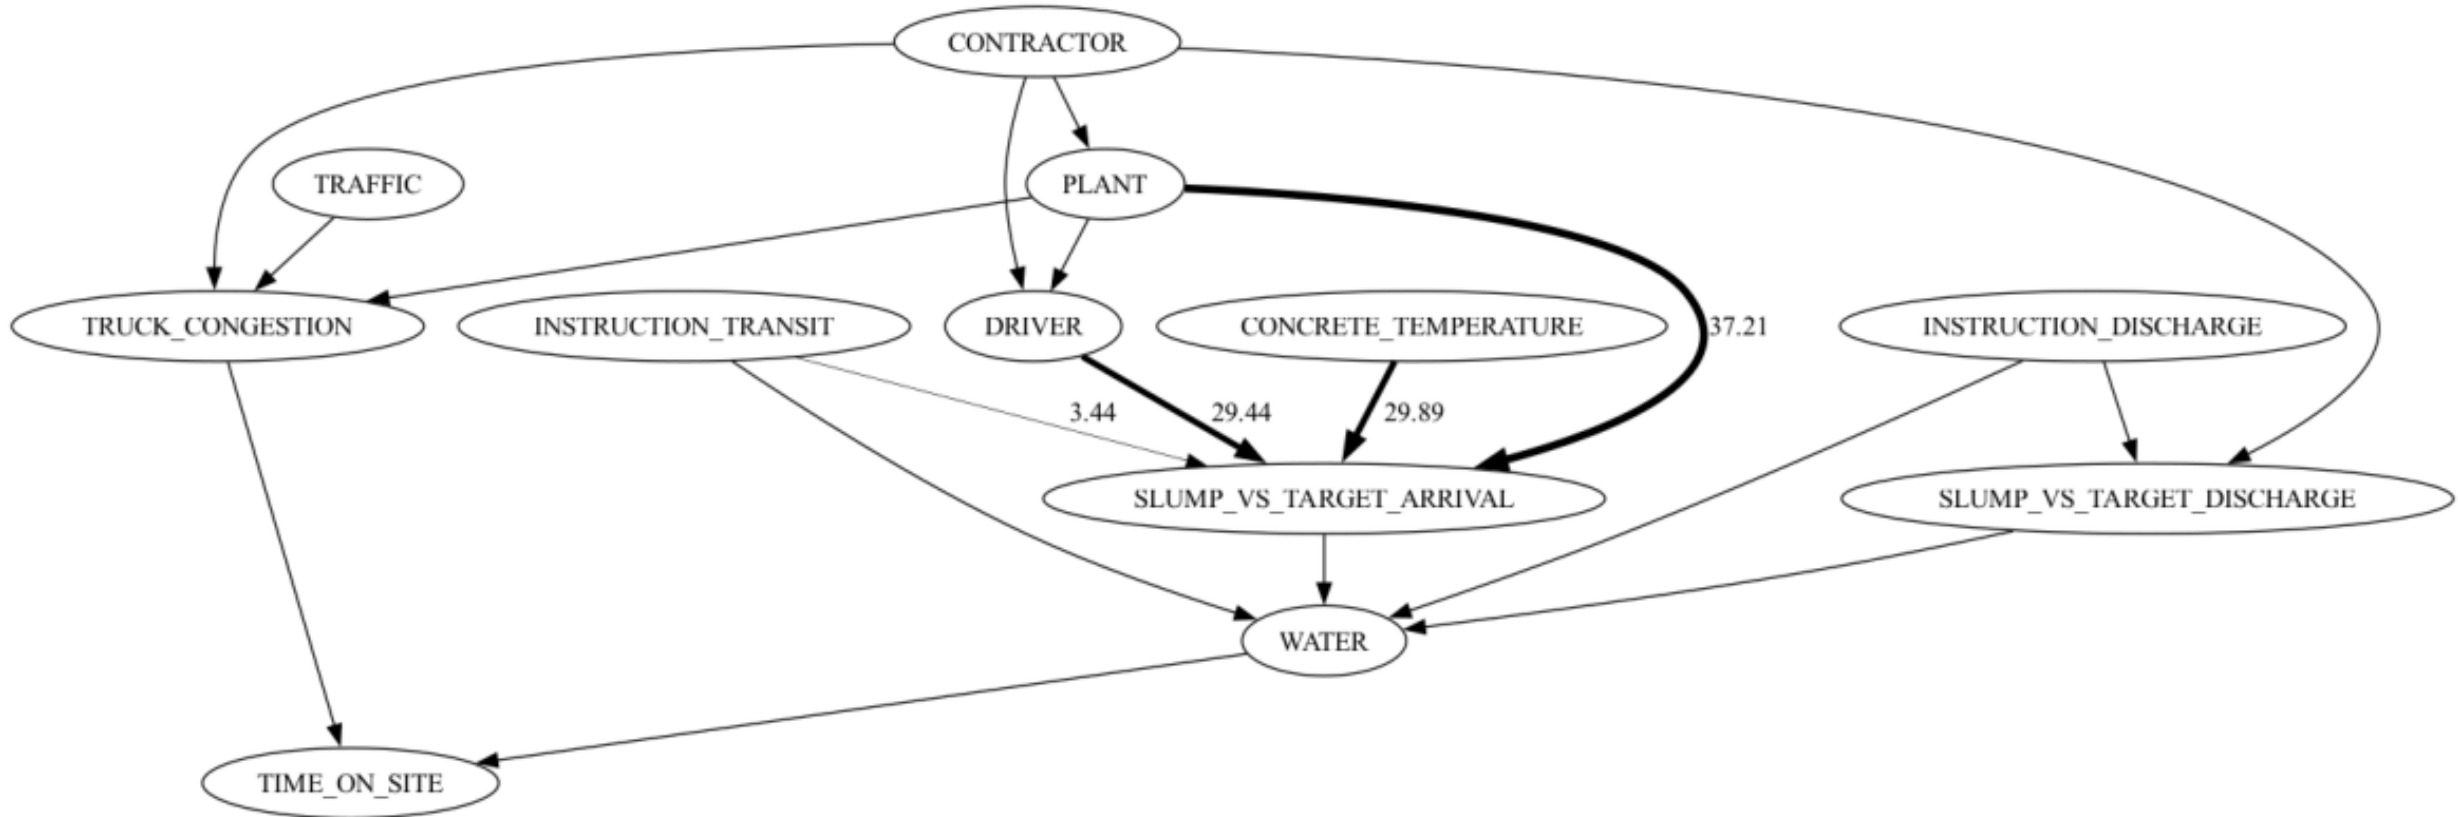 CONTRACTOR
TRAFFIC
PLANT
TRUCK_CONGESTION
INSTRUCTION_TRANSIT
DRIVER
CONCRETE_TEMPERATURE
37.21
INSTRUCTION_DISCHARGE
3.44
29.44
29.89
SLUMP_VS_TARGET_ARRIVAL
SLUMP_VS_TARGET_DISCHARGE
WATER
TIME_ON_SITE